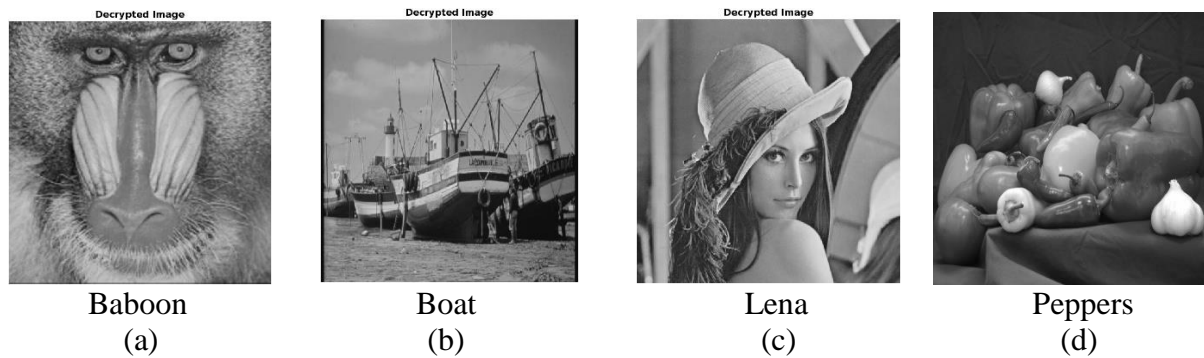 Decrypted Image
Decrypted Image
Decrypted Image
Baboon
Boat
Lena
Peppers
(a)
(b)
(c)
(d)